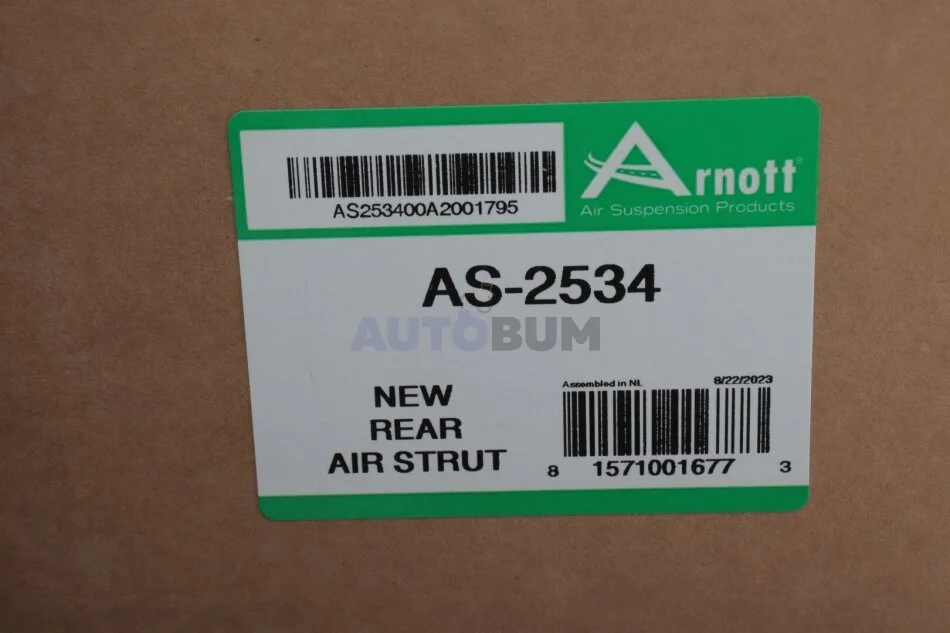 AS253400A2001795
Arnott®
Air Suspension Products
AS-2534
AUTOBUM
NEW
REAR
AIR STRUT
Assembled in NL 8/22/2023
8 1571001677 3